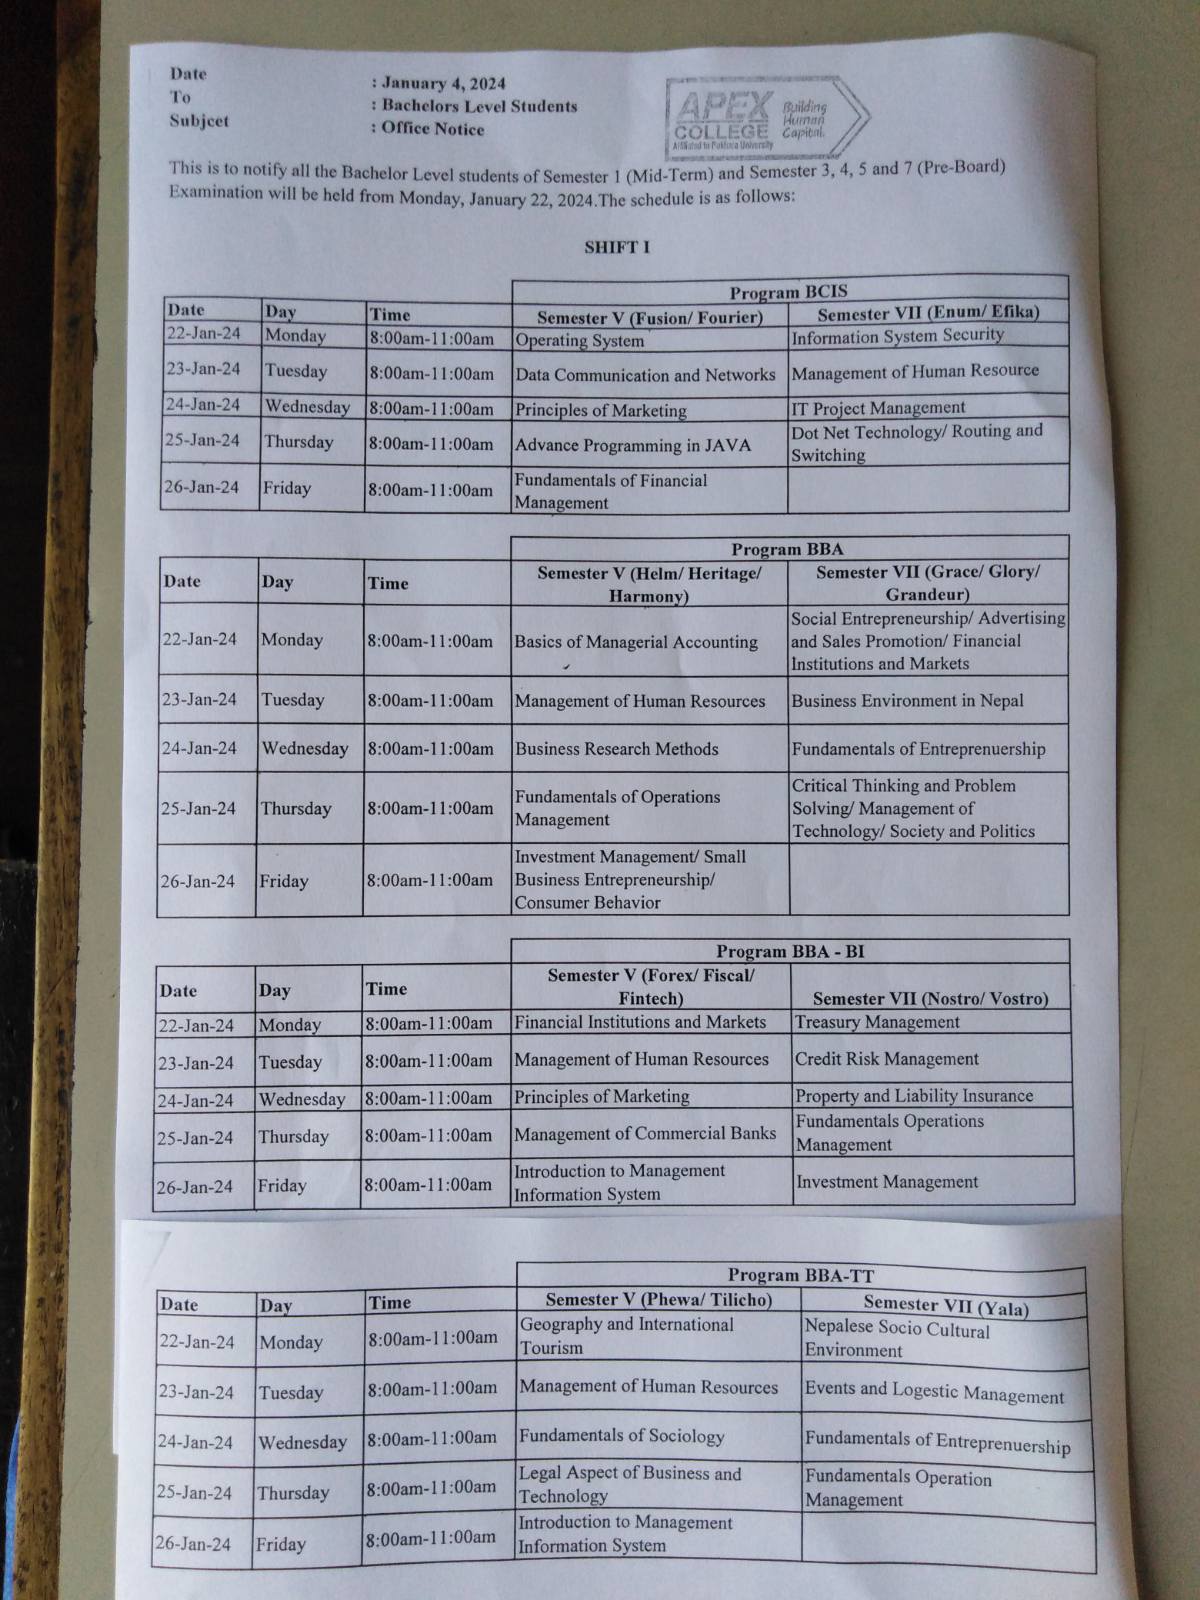 Date : January 4, 2024
To : Bachelors Level Students
Subject : Office Notice
APEX COLLEGE
Affiliated to Pokhara University
Building Human Capital.
This is to notify all the Bachelor Level students of Semester 1 (Mid-Term) and Semester 3, 4, 5 and 7 (Pre-Board)
Examination will be held from Monday, January 22, 2024.The schedule is as follows:
SHIFT I
Program BCIS
Date Day Time Semester V (Fusion/ Fourier) Semester VII (Enum/ Efika)
22-Jan-24 Monday 8:00am-11:00am Operating System Information System Security
23-Jan-24 Tuesday 8:00am-11:00am Data Communication and Networks Management of Human Resource
24-Jan-24 Wednesday 8:00am-11:00am Principles of Marketing IT Project Management
25-Jan-24 Thursday 8:00am-11:00am Advance Programming in JAVA Dot Net Technology/ Routing and
Switching
26-Jan-24 Friday 8:00am-11:00am Fundamentals of Financial
Management
Program BBA
Date Day Time Semester V (Helm/ Heritage/
Harmony) Semester VII (Grace/ Glory/
Grandeur)
22-Jan-24 Monday 8:00am-11:00am Basics of Managerial Accounting Social Entrepreneurship/ Advertising
and Sales Promotion/ Financial
Institutions and Markets
23-Jan-24 Tuesday 8:00am-11:00am Management of Human Resources Business Environment in Nepal
24-Jan-24 Wednesday 8:00am-11:00am Business Research Methods Fundamentals of Entreprenuership
25-Jan-24 Thursday 8:00am-11:00am Fundamentals of Operations
Management Critical Thinking and Problem
Solving/ Management of
Technology/ Society and Politics
26-Jan-24 Friday 8:00am-11:00am Investment Management/ Small
Business Entrepreneurship/
Consumer Behavior
Program BBA - BI
Date Day Time Semester V (Forex/ Fiscal/
Fintech) Semester VII (Nostro/ Vostro)
22-Jan-24 Monday 8:00am-11:00am Financial Institutions and Markets Treasury Management
23-Jan-24 Tuesday 8:00am-11:00am Management of Human Resources Credit Risk Management
24-Jan-24 Wednesday 8:00am-11:00am Principles of Marketing Property and Liability Insurance
25-Jan-24 Thursday 8:00am-11:00am Management of Commercial Banks Fundamentals Operations
Management
26-Jan-24 Friday 8:00am-11:00am Introduction to Management
Information System Investment Management
Program BBA-TT
Date Day Time Semester V (Phewa/ Tilicho) Semester VII (Yala)
22-Jan-24 Monday 8:00am-11:00am Geography and International
Tourism Nepalese Socio Cultural
Environment
23-Jan-24 Tuesday 8:00am-11:00am Management of Human Resources Events and Logestic Management
24-Jan-24 Wednesday 8:00am-11:00am Fundamentals of Sociology Fundamentals of Entreprenuership
25-Jan-24 Thursday 8:00am-11:00am Legal Aspect of Business and
Technology Fundamentals Operation
Management
26-Jan-24 Friday 8:00am-11:00am Introduction to Management
Information System